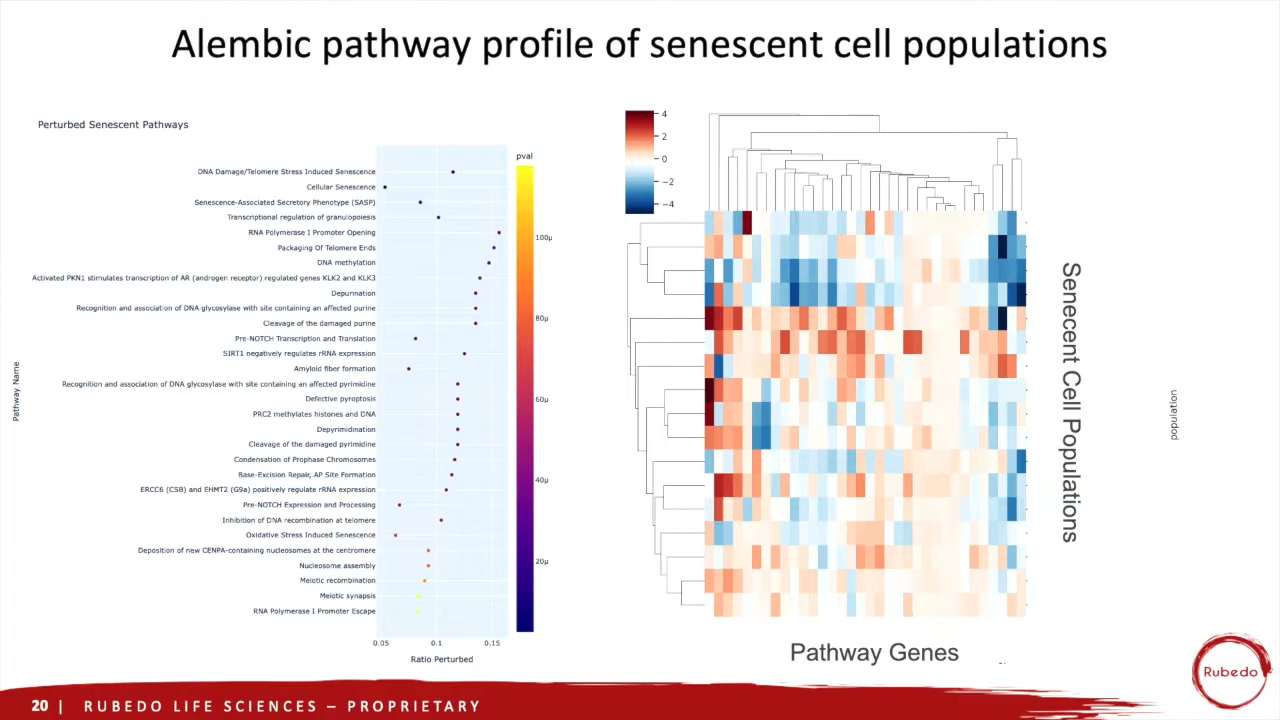 Alembic pathway profile of senescent cell populations
Perturbed Senescent Pathways
pval
DNA Damage/Telomere Stress Induced Senescence
Cellular Senescence
Senescence-Associated Secretory Phenotype (SASP)
Transcriptional regulation of granulopoiesis
RNA Polymerase I Promoter Opening
Packaging Of Telomere Ends
DNA methylation
Activated PKN1 stimulates transcription of AR (androgen receptor) regulated genes KLK2 and KLK3
Depurination
Recognition and association of DNA glycosylase with site containing an affected purine
Cleavage of the damaged purine
Pre-NOTCH Transcription and Translation
SIRT1 negatively regulates rRNA expression
Amyloid fiber formation
Recognition and association of DNA glycosylase with site containing an affected pyrimidine
Defective pyroptosis
PRC2 methylates histones and DNA
Depyrimidination
Cleavage of the damaged pyrimidine
Condensation of Prophase Chromosomes
Base-Excision Repair, AP Site Formation
ERCC6 (CSB) and EHMT2 (G9a) positively regulate rRNA expression
Pre-NOTCH Expression and Processing
Inhibition of DNA recombination at telomere
Oxidative Stress Induced Senescence
Deposition of new CENPA-containing nucleosomes at the centromere
Nucleosome assembly
Meiotic recombination
Meiotic synapsis
RNA Polymerase I Promoter Escape
Pathway Name
0.05 0.1 0.15
Ratio Perturbed
100μ
80μ
60μ
40μ
20μ
4
2
0
−2
−4
Senecent Cell Populations
population
Pathway Genes
Rubedo
20 | RUBEDO LIFE SCIENCES – PROPRIETARY